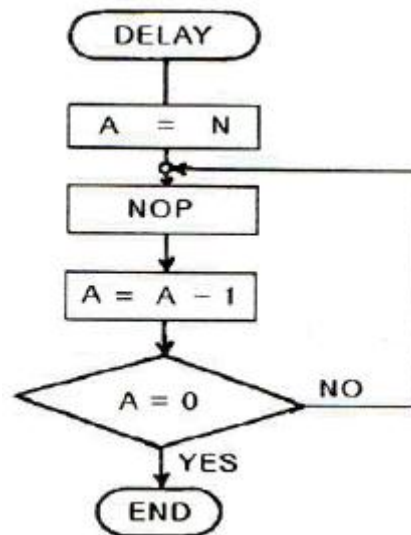 DELAY
A = N
NOP
A = A - 1
A = 0
NO
YES
END